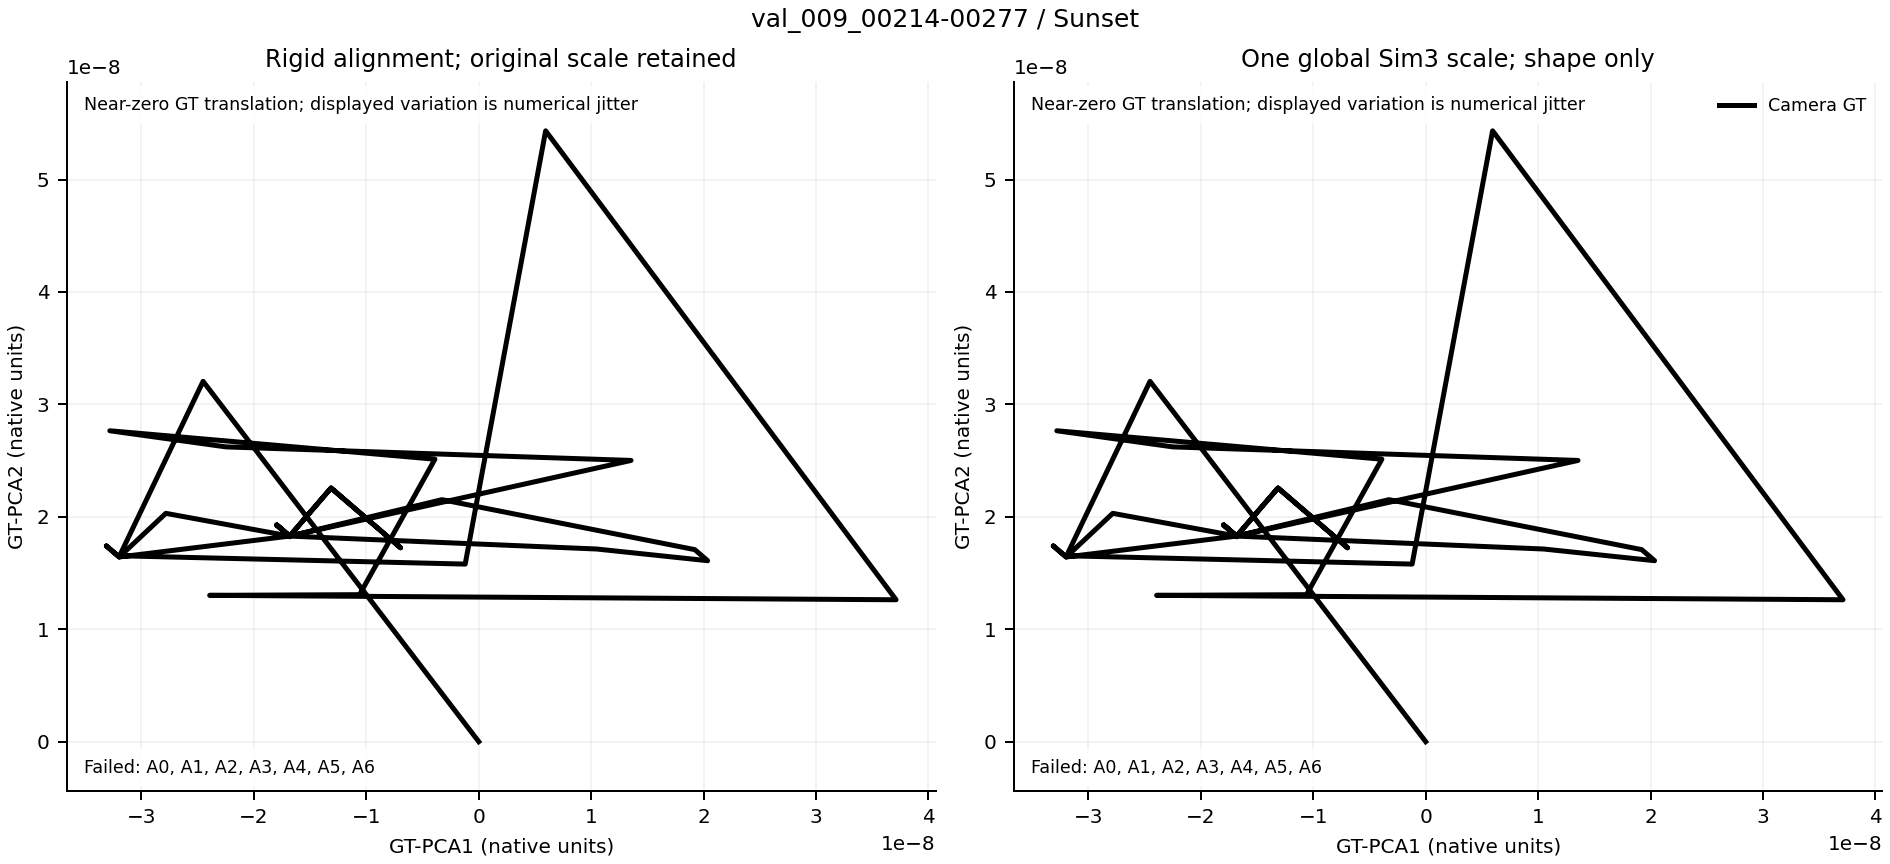 val_009_00214-00277 / Sunset
Rigid alignment; original scale retained
1e−8
Near-zero GT translation; displayed variation is numerical jitter
5
4
3
2
1
0
GT-PCA2 (native units)
Failed: A0, A1, A2, A3, A4, A5, A6
−3
−2
−1
0
1
2
3
4
1e−8
GT-PCA1 (native units)
One global Sim3 scale; shape only
1e−8
Near-zero GT translation; displayed variation is numerical jitter
Camera GT
5
4
3
2
1
0
GT-PCA2 (native units)
Failed: A0, A1, A2, A3, A4, A5, A6
−3
−2
−1
0
1
2
3
4
1e−8
GT-PCA1 (native units)